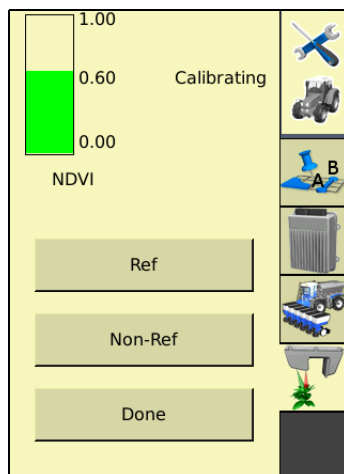 1.00
0.60
Calibrating
0.00
NDVI
Ref
Non-Ref
Done
A
B